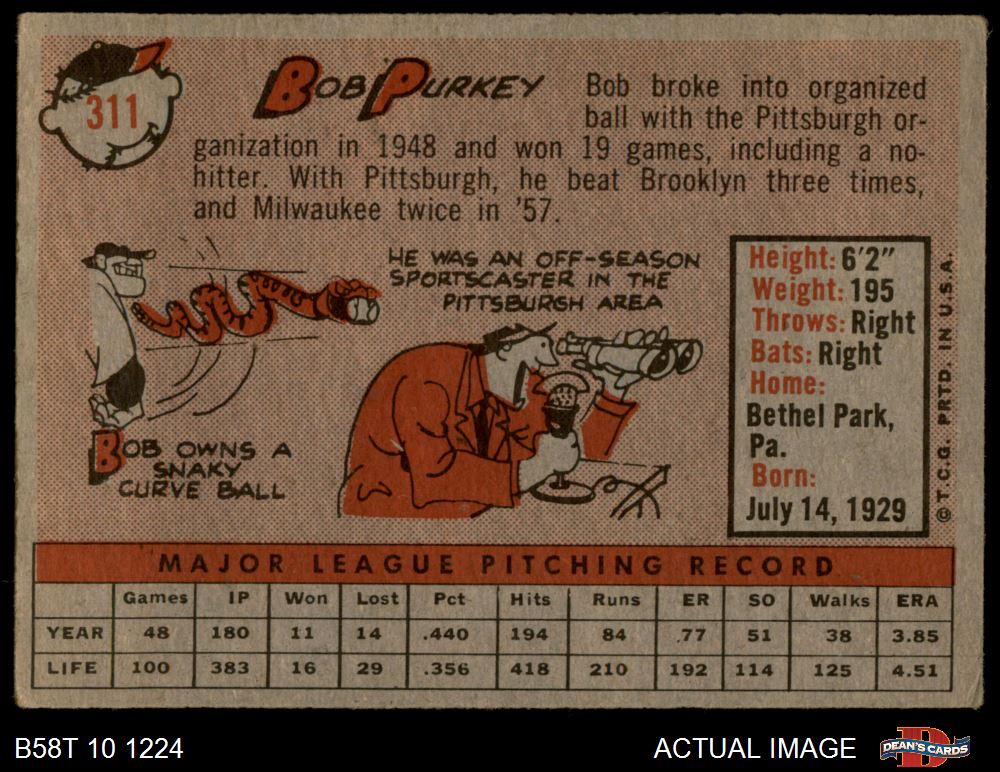 311
BOB PURKEY
Bob broke into organized
ball with the Pittsburgh or-
ganization in 1948 and won 19 games, including a no-
hitter. With Pittsburgh, he beat Brooklyn three times,
and Milwaukee twice in '57.
HE WAS AN OFF-SEASON
SPORTSCASTER IN THE
PITTSBURGH AREA
BOB OWNS A
SNAKY
CURVE BALL
Height: 6'2"
Weight: 195
Throws: Right
Bats: Right
Home:
Bethel Park,
Pa.
Born:
July 14, 1929
© T.C.G. PRTD. IN U.S.A.
MAJOR LEAGUE PITCHING RECORD
Games IP Won Lost Pct. Hits Runs ER SO Walks ERA
YEAR 48 180 11 14 .440 194 84 .77 51 38 3.85
LIFE 100 383 16 29 .356 418 210 192 114 125 4.51
B58T 10 1224
ACTUAL IMAGE
D
DEAN'S CARDS